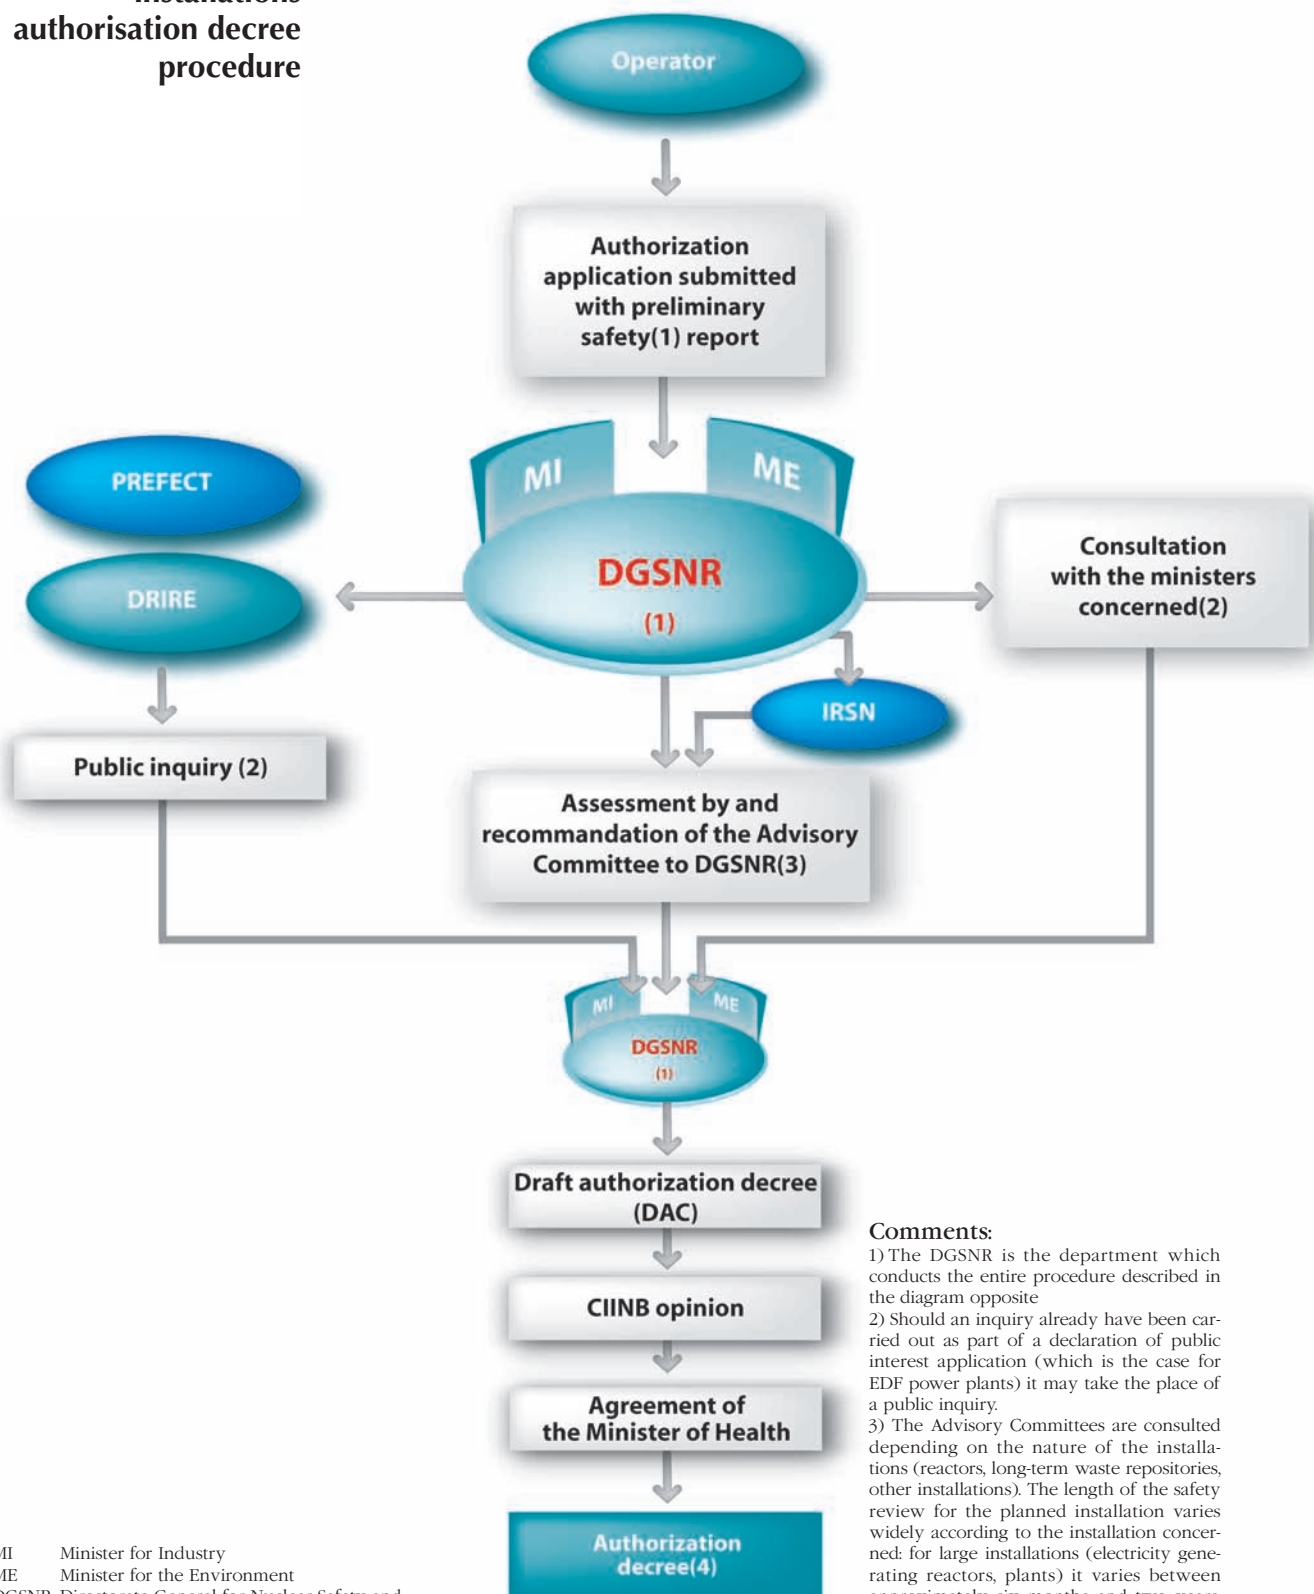 authorisation decree
procedure
Operator
Authorization
application submitted
with preliminary
safety(1) report
MI
ME
PREFECT
DGSNR
(1)
DRIRE
Consultation
with the ministers
concerned(2)
IRSN
Public inquiry (2)
Assessment by and
recommandation of the Advisory
Committee to DGSNR(3)
MI
ME
DGSNR
(1)
Draft authorization decree
(DAC)
CIINB opinion
Agreement of
the Minister of Health
Authorization
decree(4)
Comments:
1) The DGSNR is the department which
conducts the entire procedure described in
the diagram opposite
2) Should an inquiry already have been car-
ried out as part of a declaration of public
interest application (which is the case for
EDF power plants) it may take the place of
a public inquiry.
3) The Advisory Committees are consulted
depending on the nature of the installa-
tions (reactors, long-term waste repositories,
other installations). The length of the safety
review for the planned installation varies
widely according to the installation concer-
ned: for large installations (electricity gene-
rating reactors, plants) it varies between
MI Minister for Industry
ME Minister for the Environment